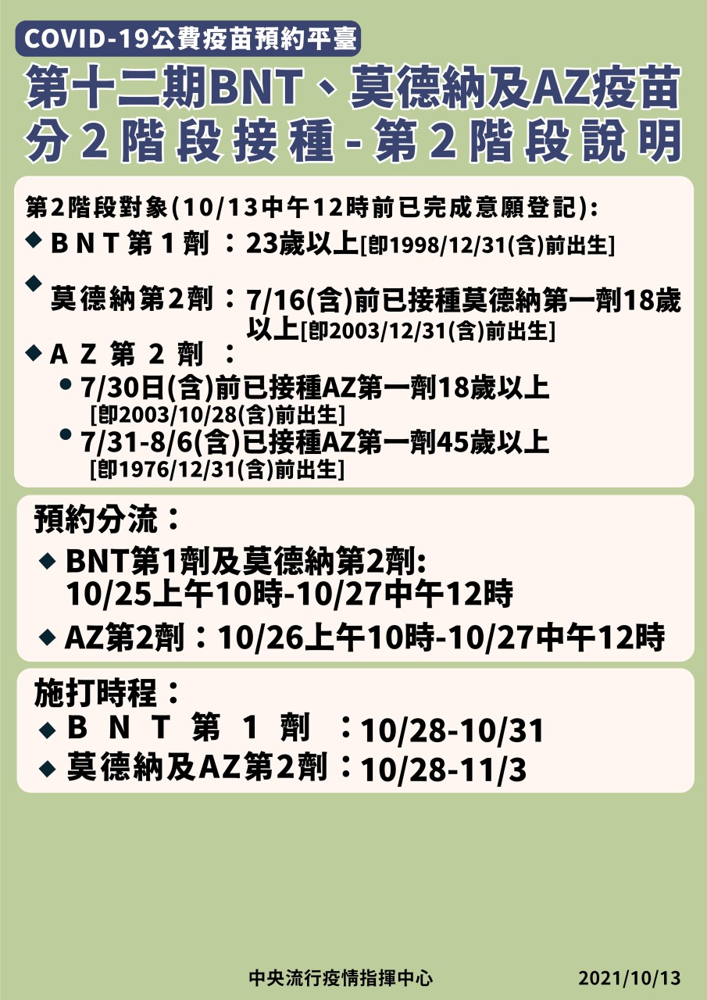 COVID-19公費疫苗預約平臺
第十二期BNT、莫德納及AZ疫苗
分2階段接種-第2階段說明
第2階段對象(10/13中午12時前已完成意願登記):
◆ BNT第1劑：23歲以上[即1998/12/31(含)前出生]
◆ 莫德納第2劑：7/16(含)前已接種莫德納第一劑18歲
以上[即2003/12/31(含)前出生]
◆ AZ第2劑：
● 7/30日(含)前已接種AZ第一劑18歲以上
[即2003/10/28(含)前出生]
● 7/31-8/6(含)已接種AZ第一劑45歲以上
[即1976/12/31(含)前出生]
預約分流：
◆ BNT第1劑及莫德納第2劑:
10/25上午10時-10/27中午12時
◆ AZ第2劑：10/26上午10時-10/27中午12時
施打時程：
◆ BNT第1劑：10/28-10/31
◆ 莫德納及AZ第2劑：10/28-11/3
中央流行疫情指揮中心 2021/10/13